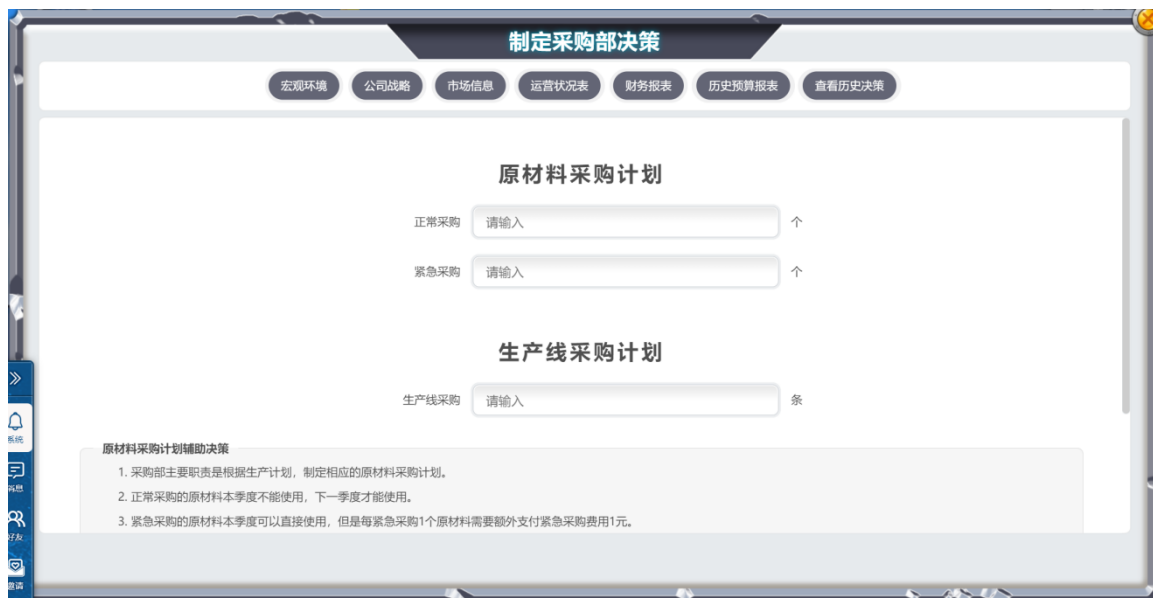 制定采购部决策
宏观环境 公司战略 市场信息 运营状况表 财务报表 历史预算报表 查看历史决策
原材料采购计划
正常采购 请输入 个
紧急采购 请输入 个
生产线采购计划
生产线采购 请输入 条
原材料采购计划辅助决策
1. 采购部主要职责是根据生产计划，制定相应的原材料采购计划。
2. 正常采购的原材料本季度不能使用，下一季度才能使用。
3. 紧急采购的原材料本季度可以直接使用，但是每紧急采购1个原材料需要额外支付紧急采购费用1元。
系统
好友
邀请